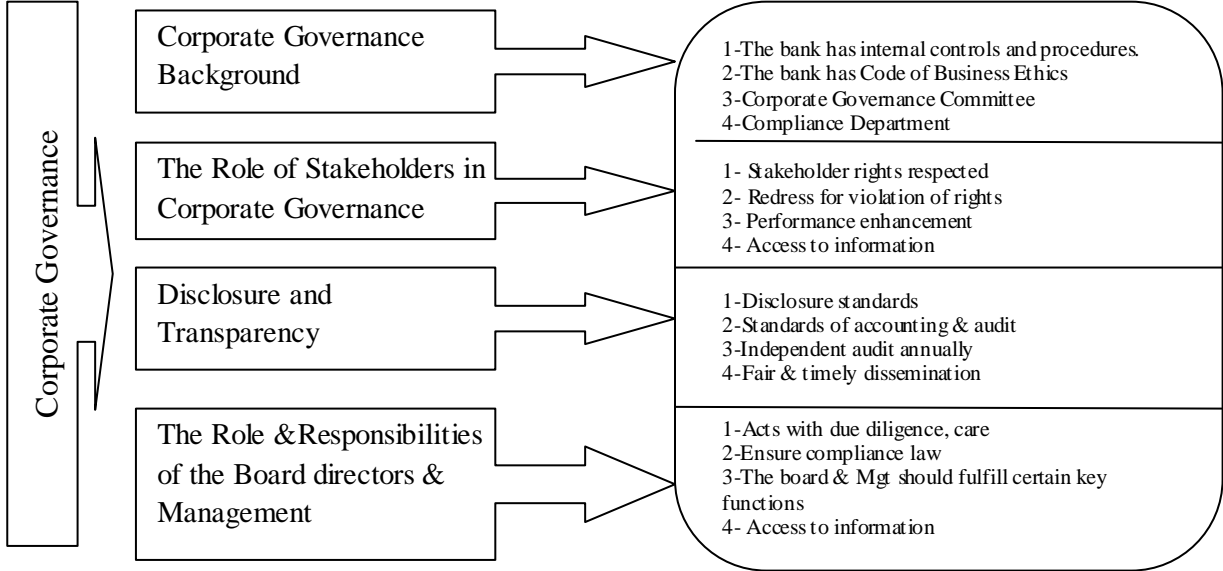 Corporate Governance
Corporate Governance
Background
1-The bank has internal controls and procedures.
2-The bank has Code of Business Ethics
3-Corporate Governance Committee
4-Compliance Department
The Role of Stakeholders in
Corporate Governance
1- Stakeholder rights respected
2- Redress for violation of rights
3- Performance enhancement
4- Access to information
Disclosure and
Transparency
1-Disclosure standards
2-Standards of accounting & audit
3-Independent audit annually
4-Fair & timely dissemination
The Role &Responsibilities
of the Board directors &
Management
1-Acts with due diligence, care
2-Ensure compliance law
3-The board & Mgt should fulfill certain key
functions
4- Access to information